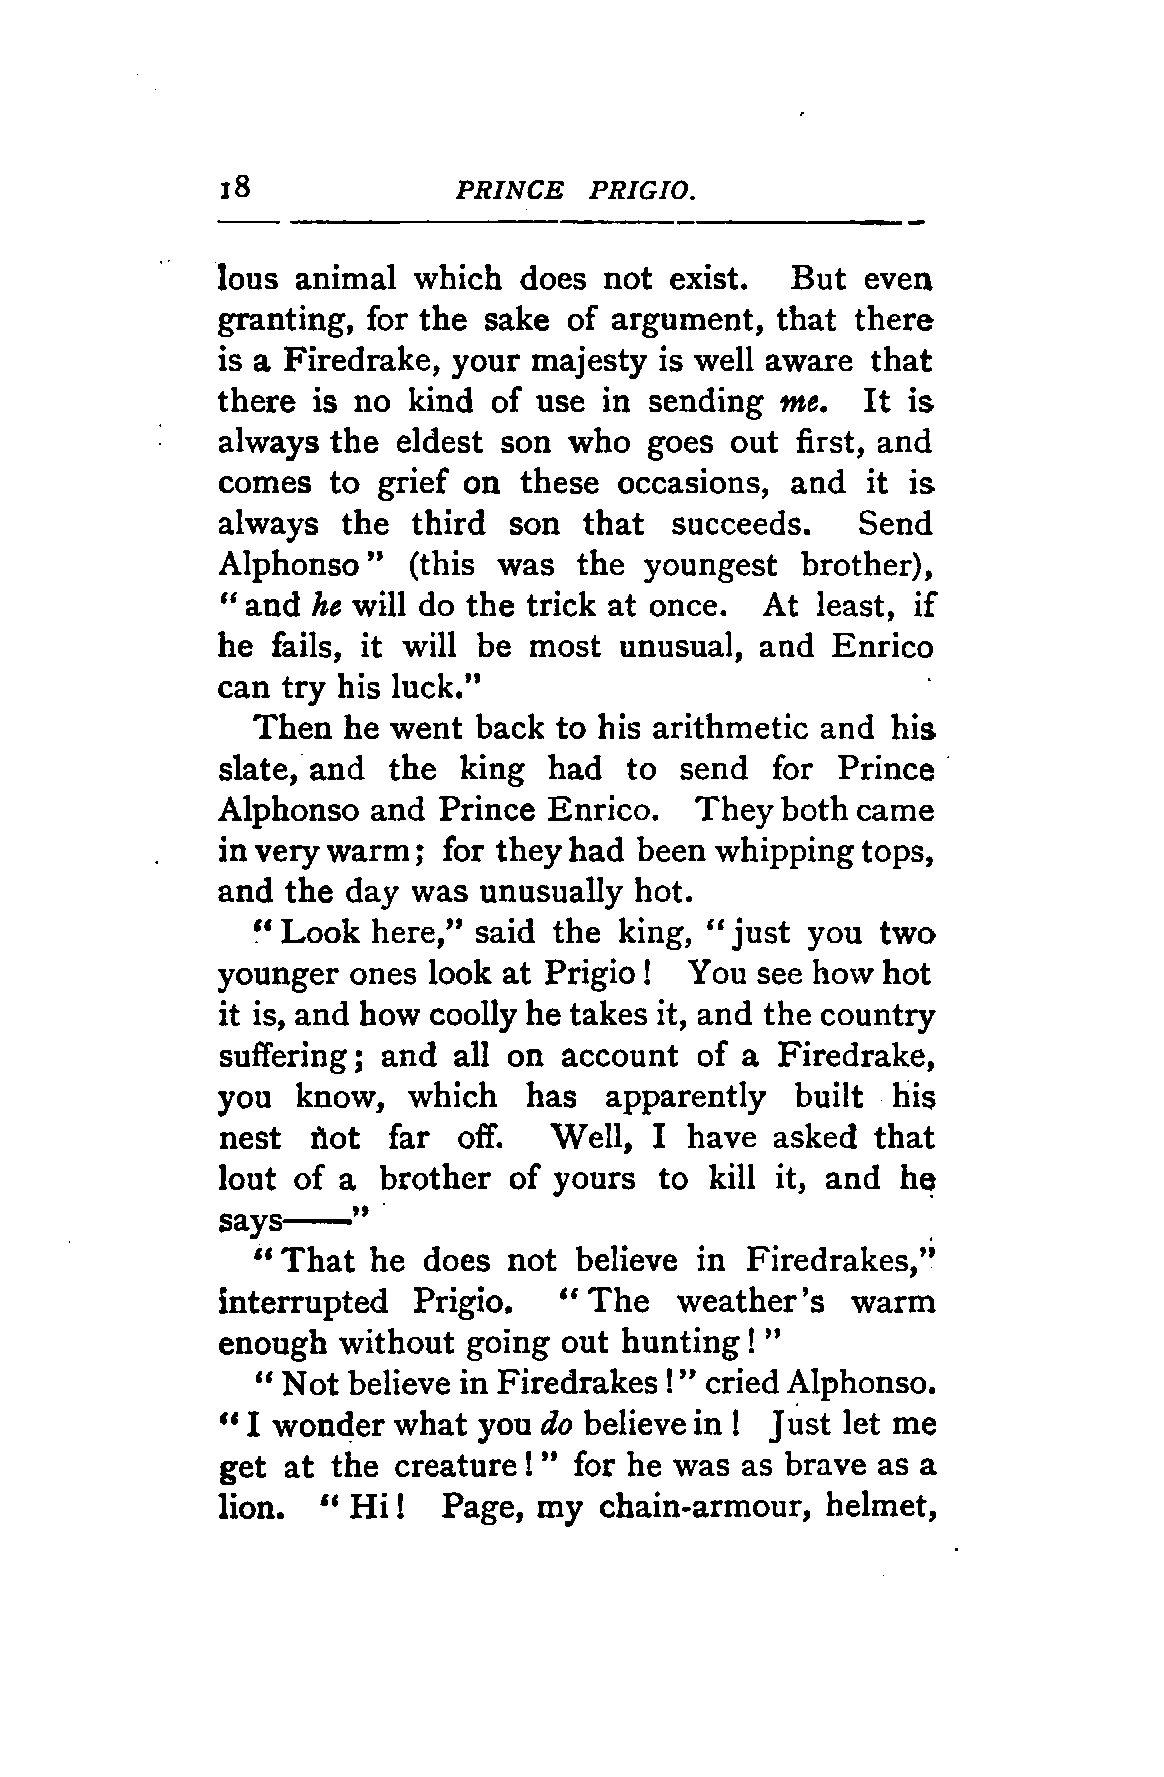 18 PRINCE PRIGIO.
lous animal which does not exist. But even
granting, for the sake of argument, that there
is a Firedrake, your majesty is well aware that
there is no kind of use in sending me. It is
always the eldest son who goes out first, and
comes to grief on these occasions, and it is
always the third son that succeeds. Send
Alphonso" (this was the youngest brother),
"and he will do the trick at once. At least, if
he fails, it will be most unusual, and Enrico
can try his luck."
Then he went back to his arithmetic and his
slate, and the king had to send for Prince
Alphonso and Prince Enrico. They both came
in very warm; for they had been whipping tops,
and the day was unusually hot.
"Look here," said the king, "just you two
younger ones look at Prigio! You see how hot
it is, and how coolly he takes it, and the country
suffering; and all on account of a Firedrake,
you know, which has apparently built his
nest not far off. Well, I have asked that
lout of a brother of yours to kill it, and he
says——"
"That he does not believe in Firedrakes,"
interrupted Prigio. "The weather's warm
enough without going out hunting!"
"Not believe in Firedrakes!" cried Alphonso.
"I wonder what you do believe in! Just let me
get at the creature!" for he was as brave as a
lion. "Hi! Page, my chain-armour, helmet,